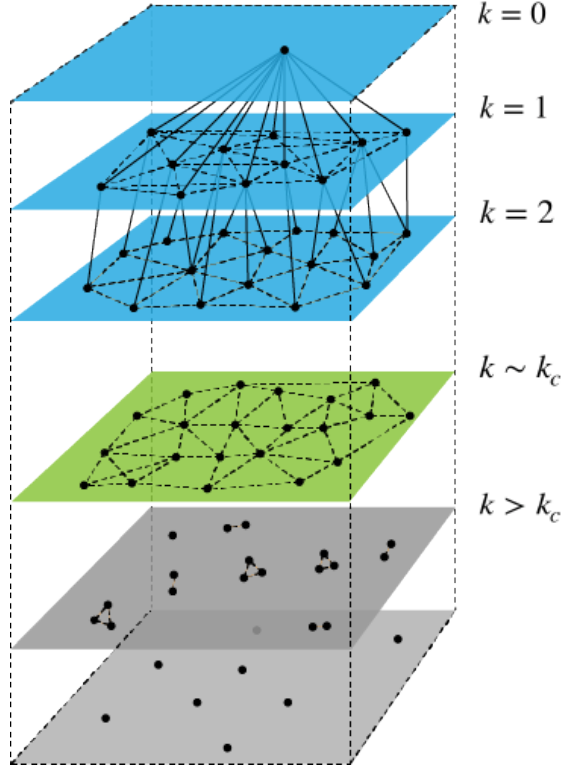 k = 0
k = 1
k = 2
k ∼ k_c
k > k_c